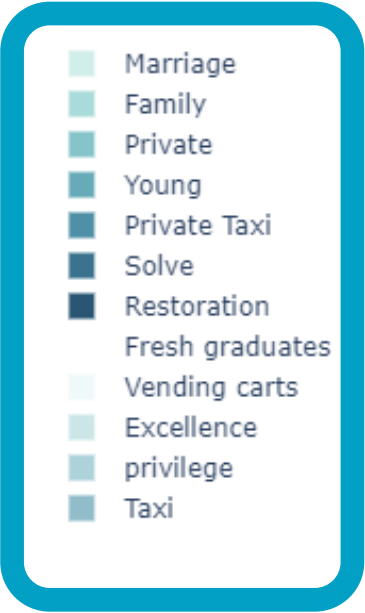 Marriage
Family
Private
Young
Private Taxi
Solve
Restoration
Fresh graduates
Vending carts
Excellence
privilege
Taxi